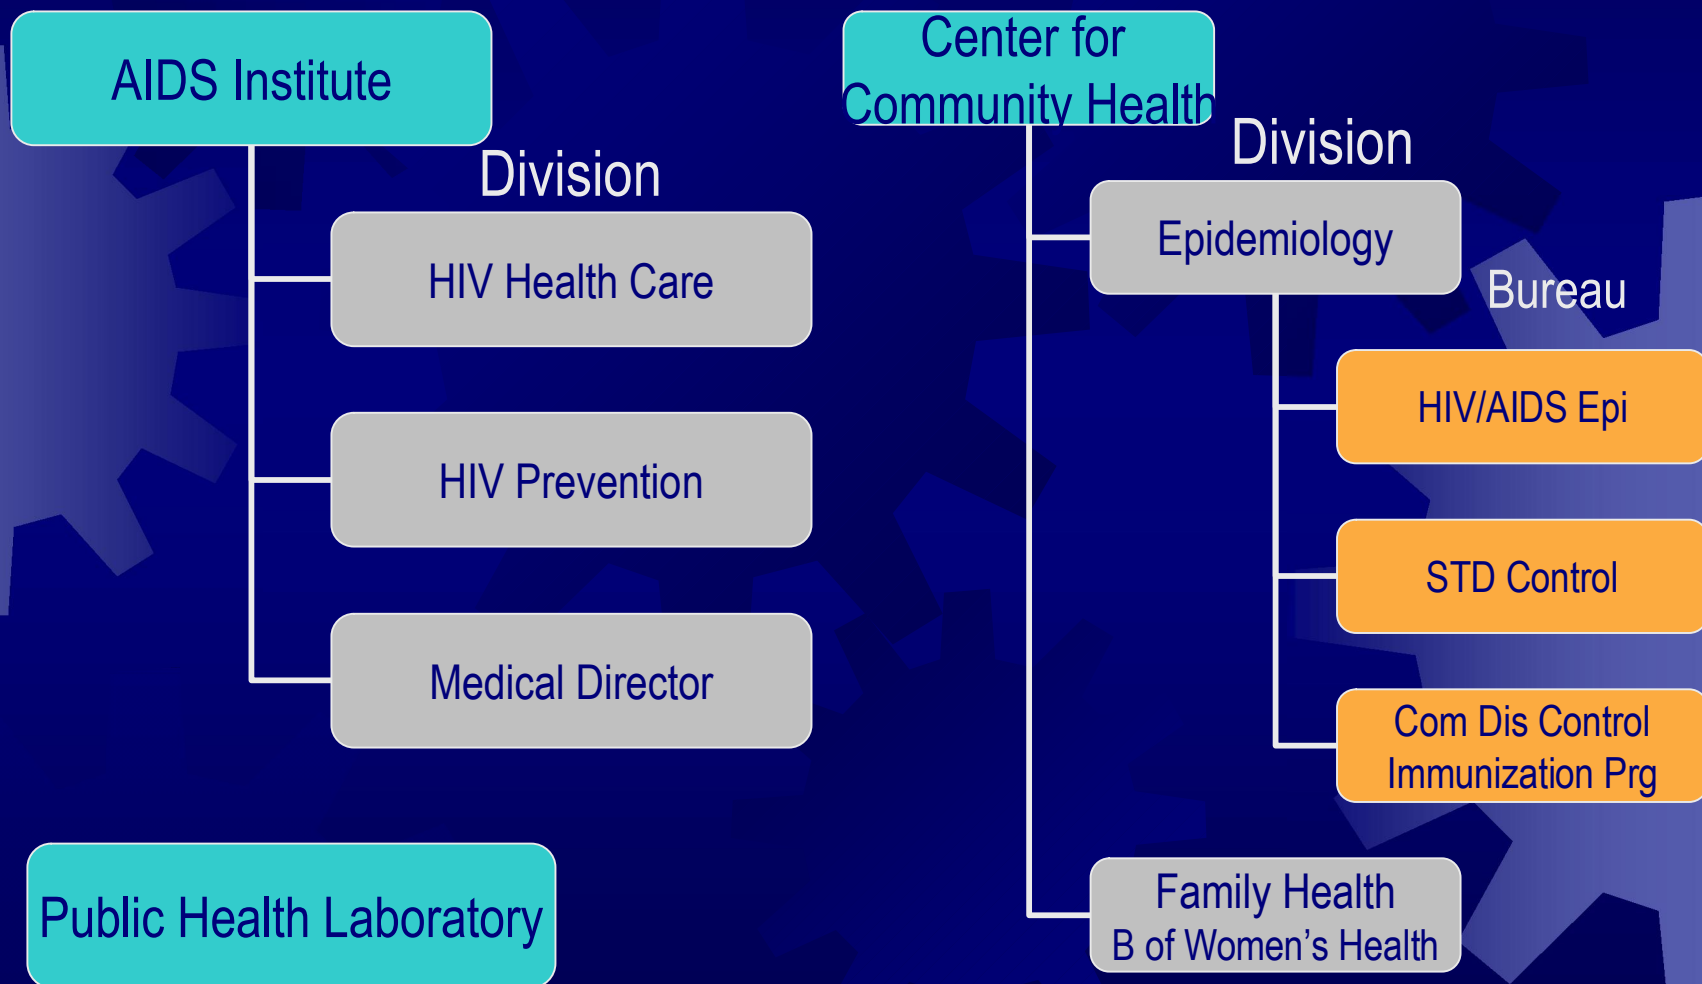 AIDS Institute
Division
HIV Health Care
HIV Prevention
Medical Director
Public Health Laboratory
Center for
Community Health
Division
Epidemiology
Bureau
HIV/AIDS Epi
STD Control
Com Dis Control
Immunization Prg
Family Health
B of Women’s Health